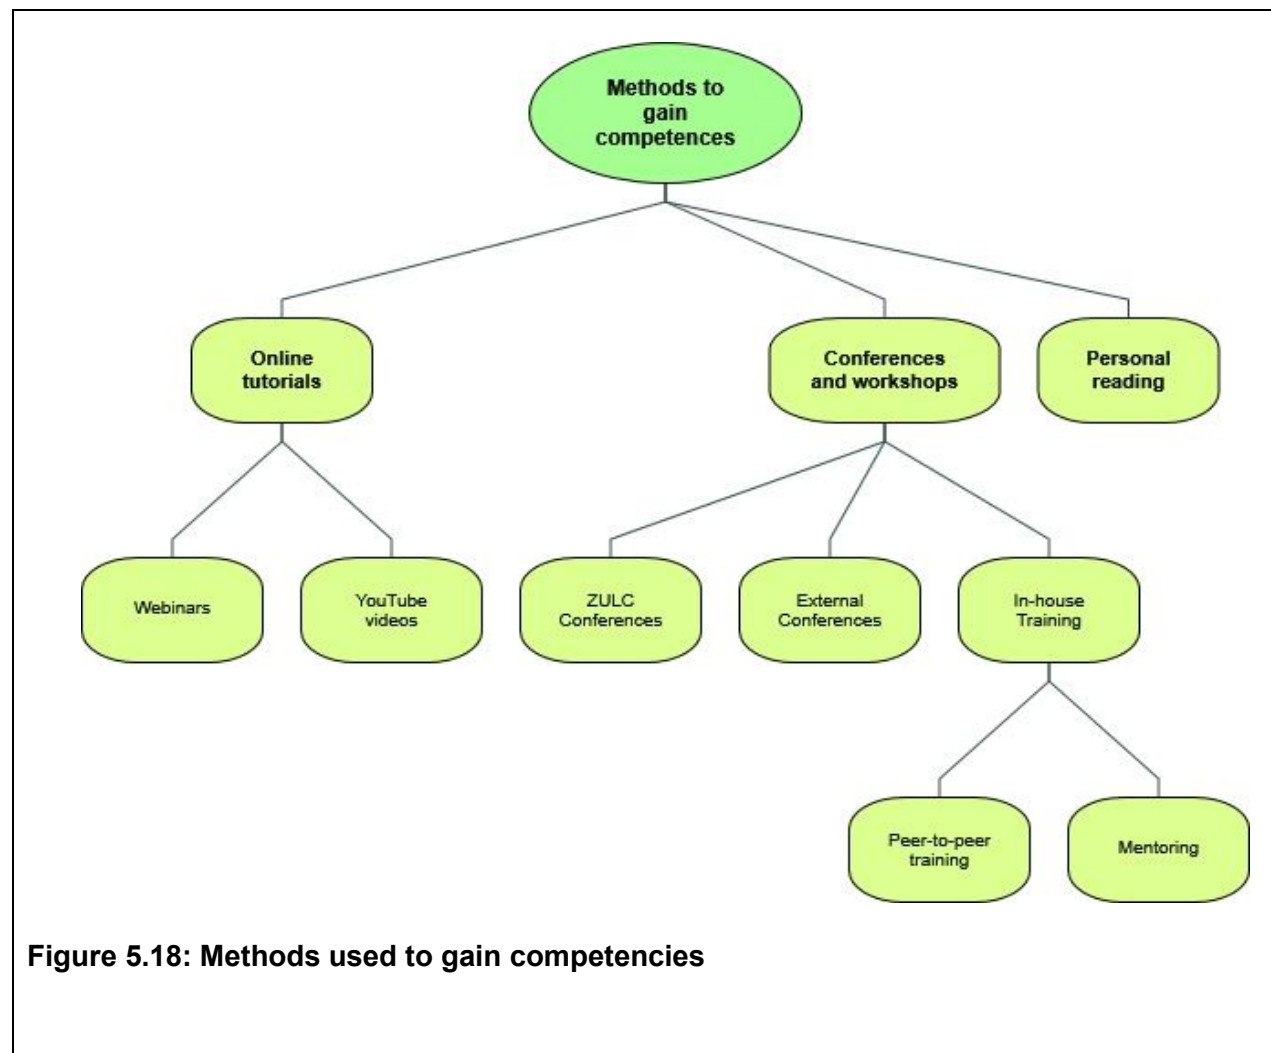 Methods to
gain
competences
Online
tutorials
Conferences
and workshops
Personal
reading
Webinars
YouTube
videos
ZULC
Conferences
External
Conferences
In-house
Training
Peer-to-peer
training
Mentoring
Figure 5.18: Methods used to gain competencies